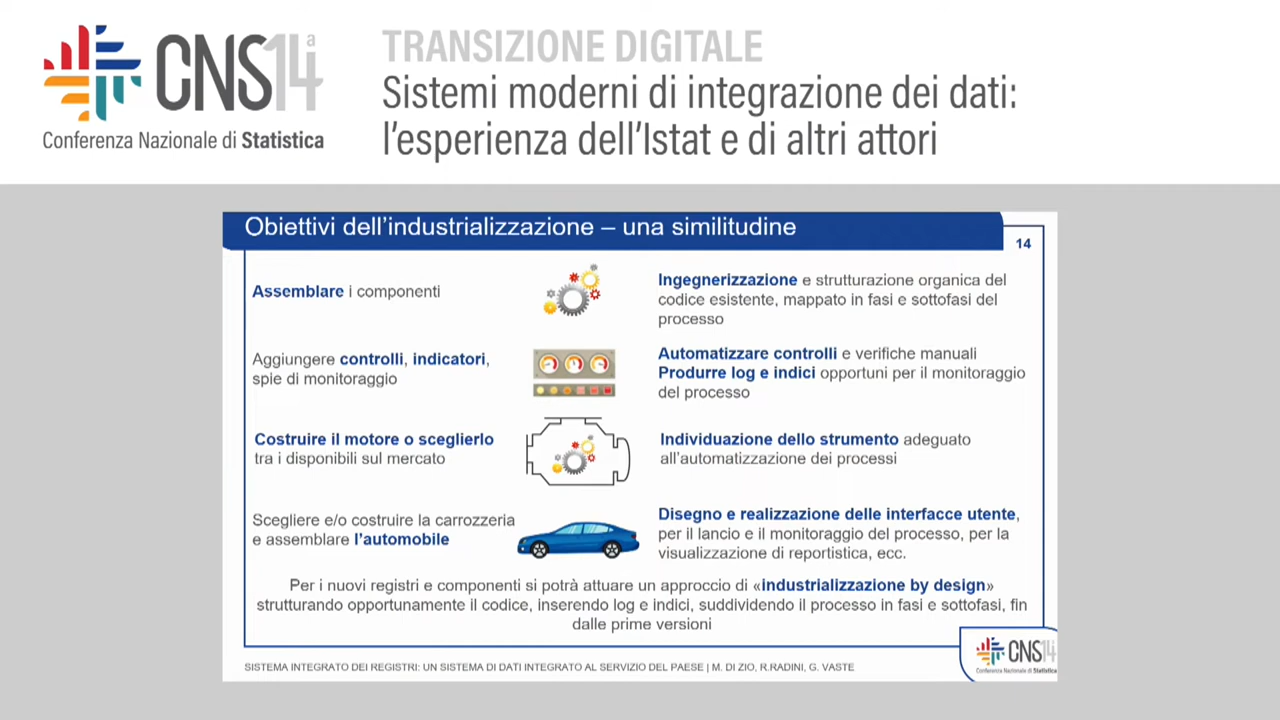 CNS14ª
Conferenza Nazionale di Statistica
TRANSIZIONE DIGITALE
Sistemi moderni di integrazione dei dati:
l'esperienza dell'Istat e di altri attori
Obiettivi dell'industrializzazione – una similitudine
14
Assemblare i componenti
Ingegnerizzazione e strutturazione organica del
codice esistente, mappato in fasi e sottofasi del
processo
Aggiungere controlli, indicatori,
spie di monitoraggio
Automatizzare controlli e verifiche manuali
Produrre log e indici opportuni per il monitoraggio
del processo
Costruire il motore o sceglierlo
tra i disponibili sul mercato
Individuazione dello strumento adeguato
all'automatizzazione dei processi
Scegliere e/o costruire la carrozzeria
e assemblare l'automobile
Disegno e realizzazione delle interfacce utente,
per il lancio e il monitoraggio del processo, per la
visualizzazione di reportistica, ecc.
Per i nuovi registri e componenti si potrà attuare un approccio di «industrializzazione by design»
strutturando opportunamente il codice, inserendo log e indici, suddividendo il processo in fasi e sottofasi, fin
dalle prime versioni
SISTEMA INTEGRATO DEI REGISTRI: UN SISTEMA DI DATI INTEGRATO AL SERVIZIO DEL PAESE | M. DI ZIO, R.RADINI, G. VASTE
CNS14
Conferenza Nazionale di Statistica